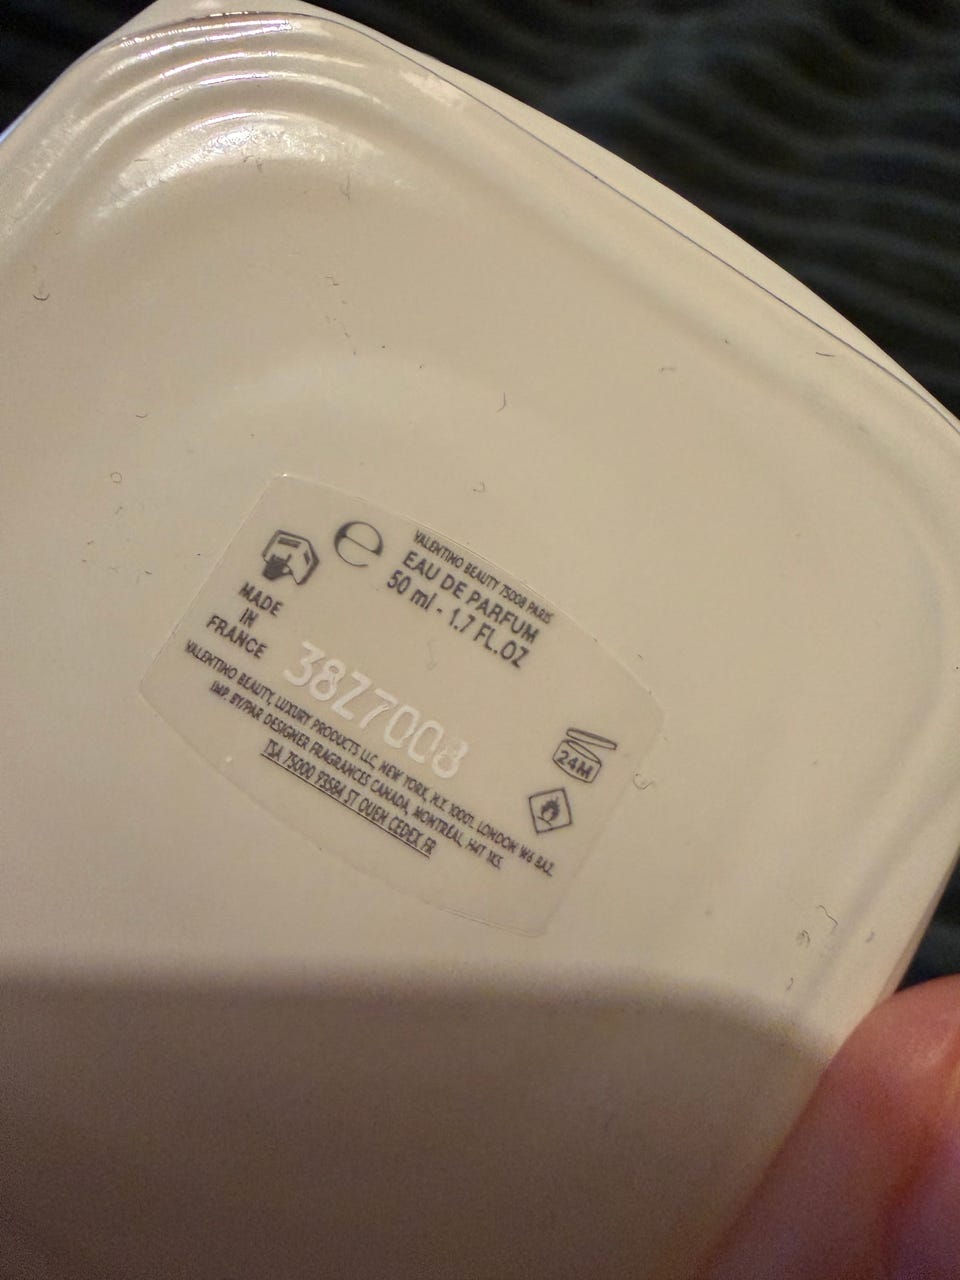 VALENTINO BEAUTY 75008 PARIS
e EAU DE PARFUM
50 ml - 1.7 FL.OZ
MADE
IN
FRANCE
38Z7008
24M
VALENTINO BEAUTY, LUXURY PRODUCTS LLC, NEW YORK, N.Y. 10001. LONDON W6 8AZ.
IMP. BY/PAR DESIGNER FRAGRANCES CANADA, MONTRÉAL, H4T 1K5.
TSA 75000 93584 ST OUEN CEDEX FR